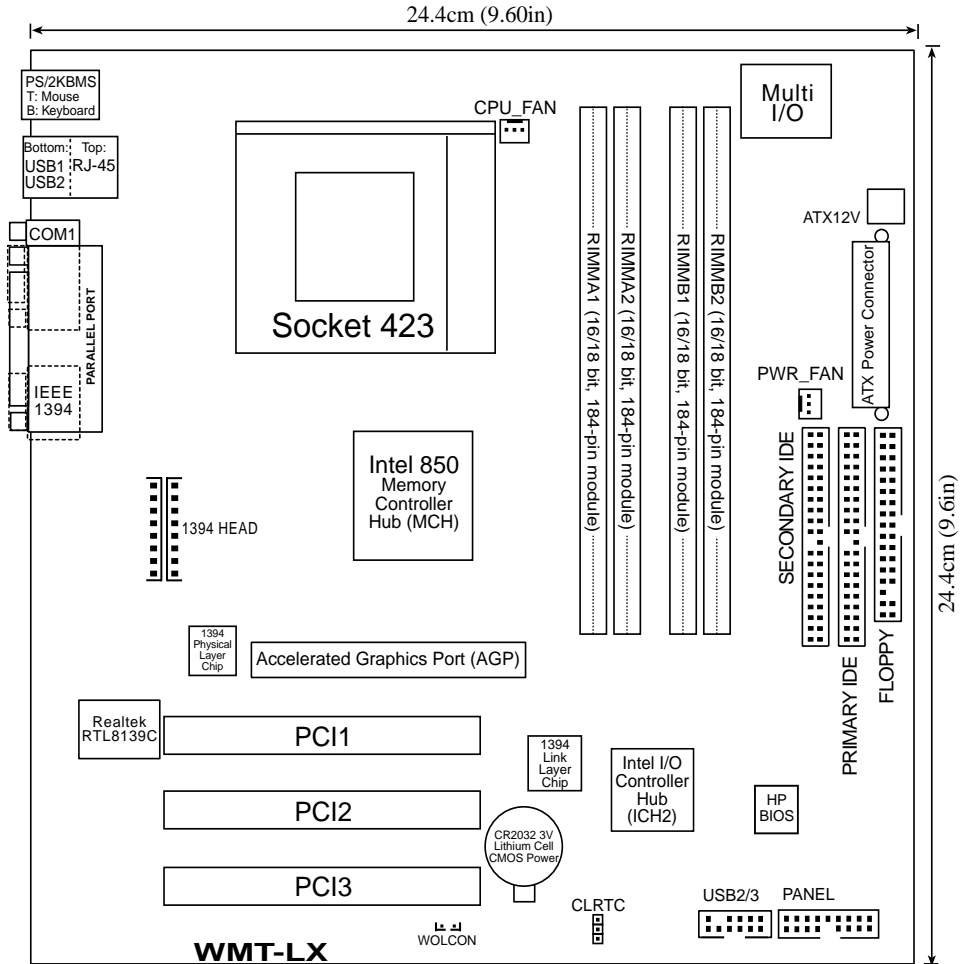 24.4cm (9.60in)
PS/2KBMS
T: Mouse
B: Keyboard
CPU_FAN
Multi
I/O
Bottom: Top:
USB1 RJ-45
USB2
ATX12V
COM1
PARALLEL PORT
IEEE
1394
Socket 423
RIMMA1 (16/18 bit, 184-pin module)
RIMMA2 (16/18 bit, 184-pin module)
RIMMB1 (16/18 bit, 184-pin module)
RIMMB2 (16/18 bit, 184-pin module)
ATX Power Connector
PWR_FAN
Intel 850
Memory
Controller
Hub (MCH)
1394 HEAD
SECONDARY IDE
PRIMARY IDE
FLOPPY
24.4cm (9.6in)
1394
Physical
Layer
Chip
Accelerated Graphics Port (AGP)
Realtek
RTL8139C
PCI1
1394
Link
Layer
Chip
Intel I/O
Controller
Hub
(ICH2)
HP
BIOS
PCI2
CR2032 3V
Lithium Cell
CMOS Power
PCI3
CLRTC
USB2/3
PANEL
WOLCON
WMT-LX